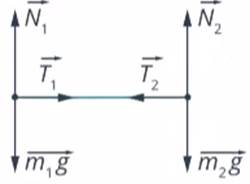 N₁ N₂
T₁ T₂
m₁g m₂g